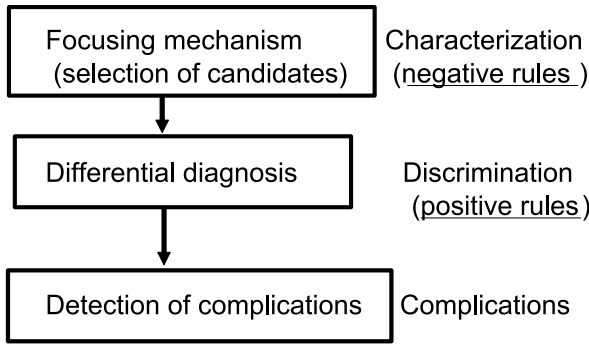 Focusing mechanism
(selection of candidates)
Characterization
(negative rules )
Differential diagnosis
Discrimination
(positive rules)
Detection of complications
Complications